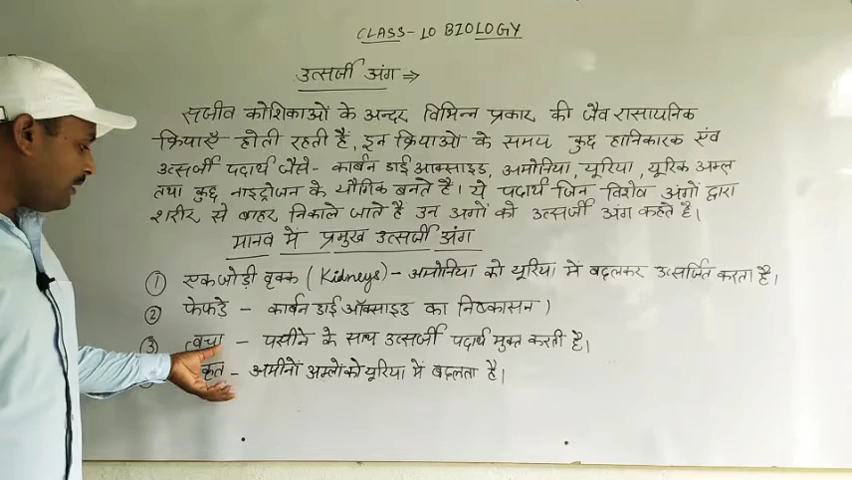 CLASS-10 BIOLOGY
उत्सर्जी अंग ⇒
सजीव कोशिकाओं के अन्दर विभिन्न प्रकार की जैव रासायनिक
क्रियाएँ होती रहती हैं, इन क्रियाओं के समय कुछ हानिकारक एंव
उत्सर्जी पदार्थ जैसे - कार्बन डाई आक्साइड, अमोनिया, यूरिया, यूरिक अम्ल
तथा कुछ नाइट्रोजन के यौगिक बनते हैं। ये पदार्थ जिन विशेष अंगों द्वारा
शरीर से बाहर निकाले जाते हैं उन अगों को उत्सर्जी अंग कहते है।
मानव में प्रमुख उत्सर्जी अंग
① एक जोड़ी वृक्क (Kidneys) - अमोनिया को यूरिया में बदलकर उत्सर्जित करता है।
② फेफड़े - कार्बन डाई ऑक्साइड का निष्कासन)
③ त्वचा - पसीने के साथ उत्सर्जी पदार्थ मुक्त करती है।
कृत - अमीनों अम्लो को यूरिया में बदलता है।